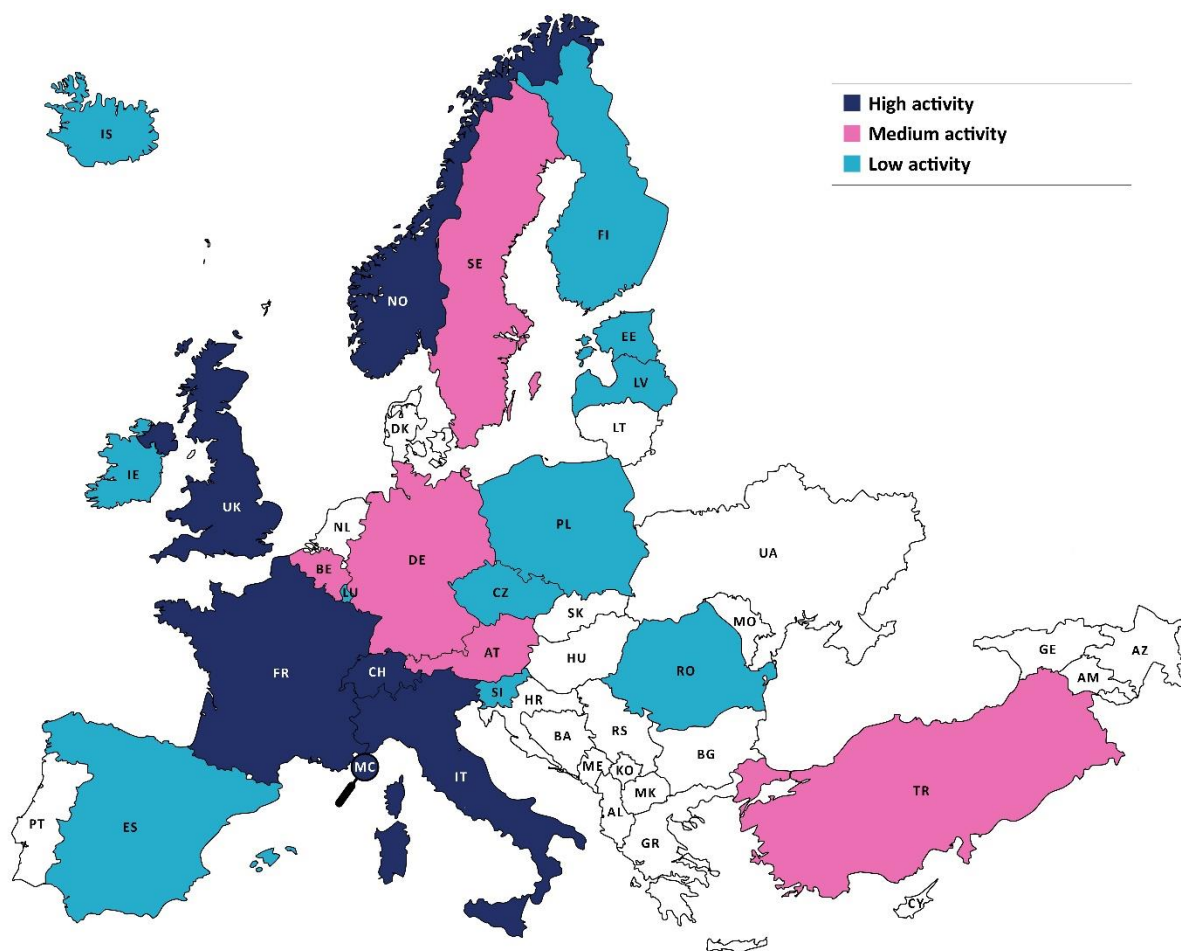 High activity
Medium activity
Low activity
IS
FI
SE
NO
EE
LV
LT
DK
IE
UK
NL
PL
UA
BE
DE
LU
CZ
SK
MO
AT
HU
GE
AZ
FR
CH
RO
AM
SI
HR
RS
BA
BG
MC
IT
ME
KO
MK
TR
PT
ES
AL
GR
CY